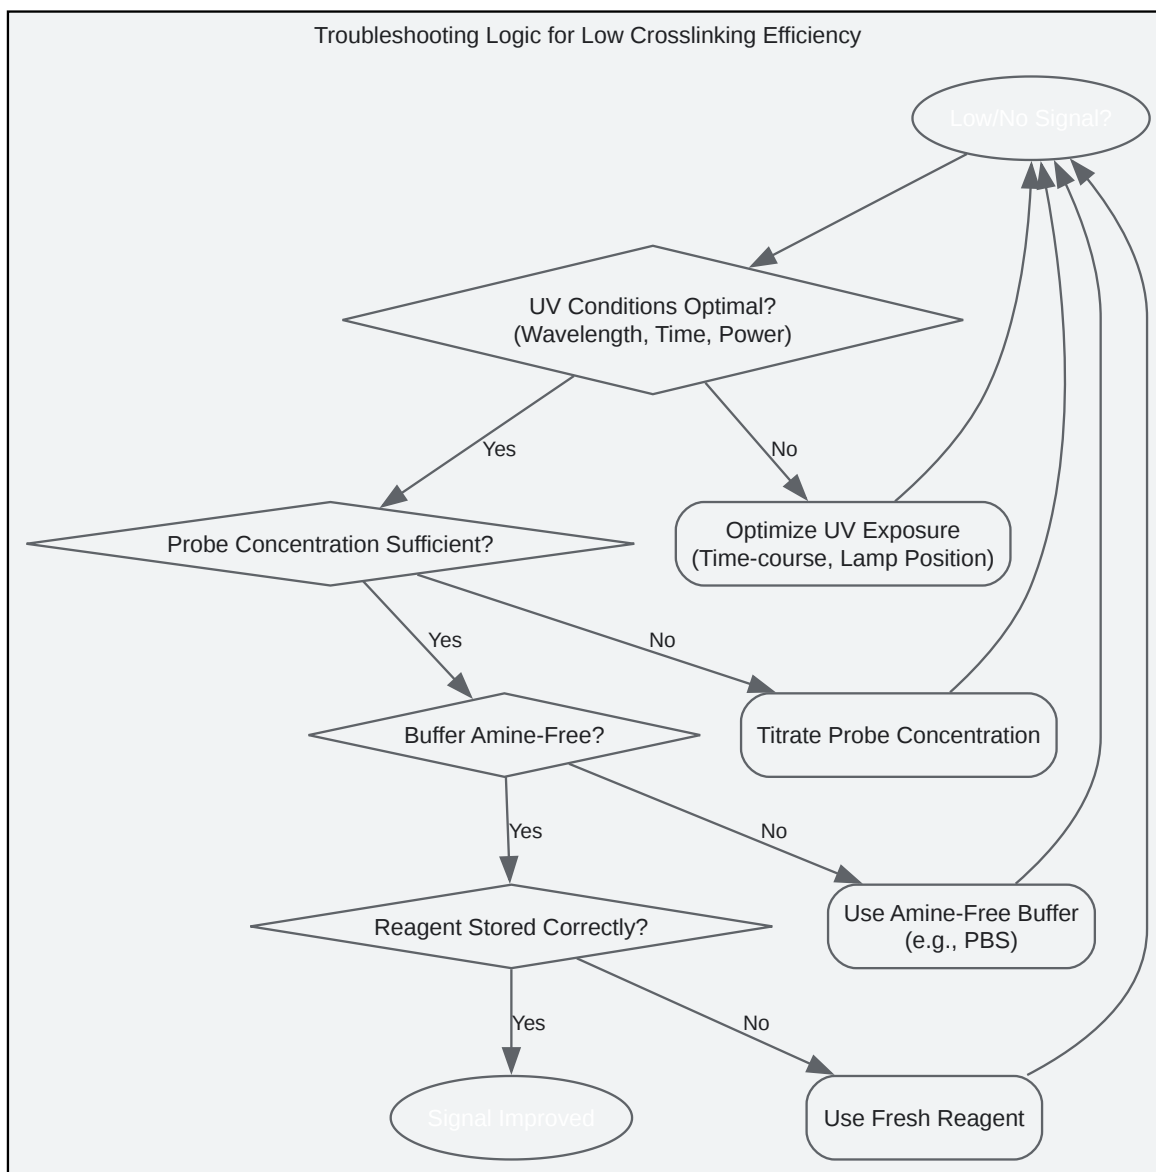 Troubleshooting Logic for Low Crosslinking Efficiency
Low/No Signal?
UV Conditions Optimal?
(Wavelength, Time, Power)
Yes
No
Probe Concentration Sufficient?
Optimize UV Exposure
(Time-course, Lamp Position)
Yes
No
Buffer Amine-Free?
Titrate Probe Concentration
Yes
No
Reagent Stored Correctly?
Use Amine-Free Buffer
(e.g., PBS)
Yes
No
Signal Improved
Use Fresh Reagent